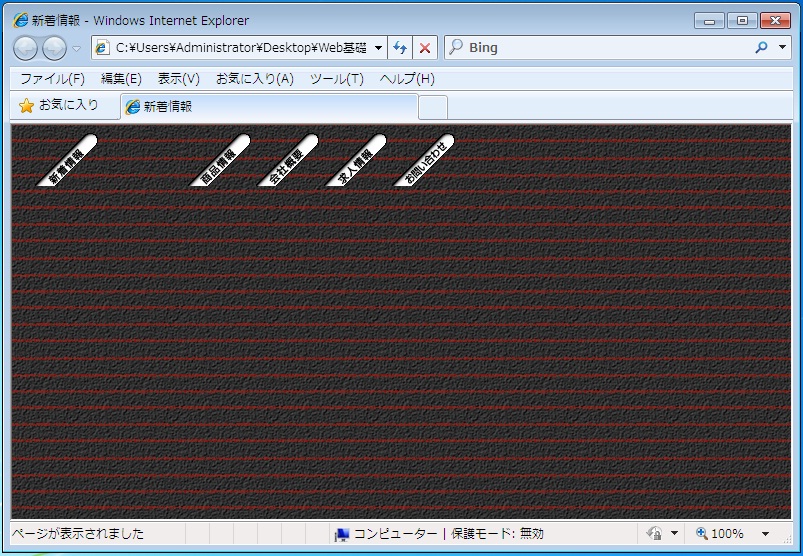 新着情報 - Windows Internet Explorer
C:¥Users¥Administrator¥Desktop¥Web基礎
Bing
ファイル(F) 編集(E) 表示(V) お気に入り(A) ツール(T) ヘルプ(H)
お気に入り 新着情報
新着情報 商品情報 会社概要 求人情報 お問い合わせ
ページが表示されました コンピューター | 保護モード: 無効 100%